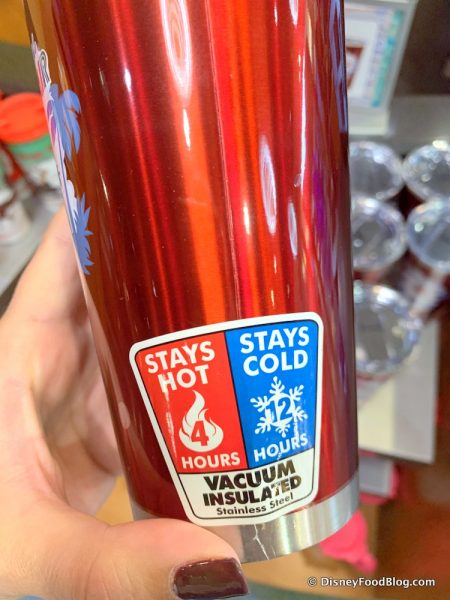 STAYS
HOT
4
HOURS
STAYS
COLD
12
HOURS
VACUUM
INSULATED
Stainless Steel
© DisneyFoodBlog.com